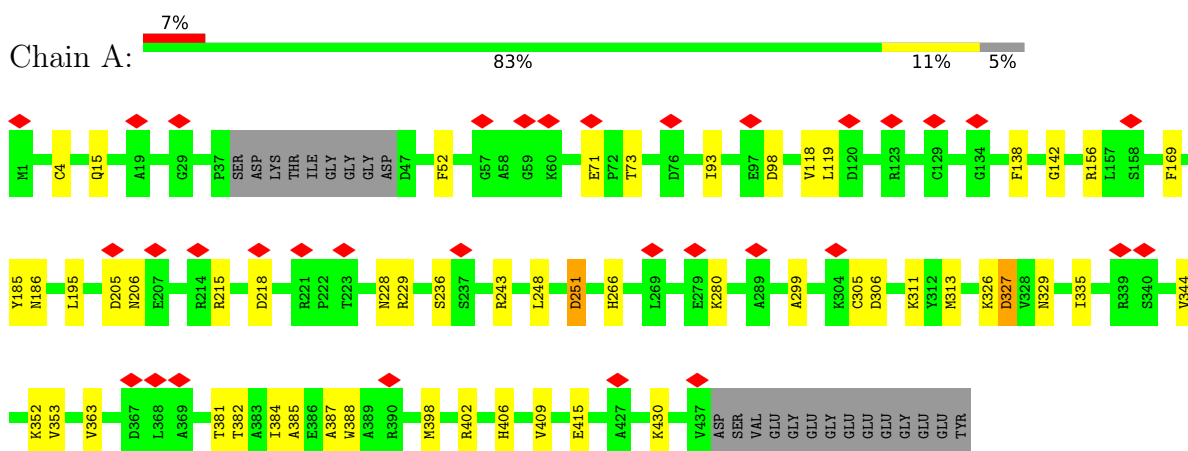 7%
Chain A:
83% 11% 5%
M1 C4 Q15 A19 G29 P37 SER ASP LYS THR ILE GLY GLY GLY ASP D47 F52 G57 A58 G59 K60 E71 P72 T73 D76 I93 E97 D98 V118 L119 D120 R123 C129 G134 F138 G142 R156 L157 S158 F169
Y185 N186 L195 D205 N206 E207 R214 R215 D218 R221 P222 T223 N228 R229 S236 S237 R243 L248 D251 H266 L269 E279 K280 A289 A299 K304 C305 D306 K311 Y312 M313 K326 D327 V328 N329 I335 R339 S340 V344
K352 V353 V363 D367 L368 A369 T381 T382 A383 I384 A385 E386 A387 W388 A389 R390 M398 R402 H406 V409 E415 A427 K430 V437 ASP SER VAL GLU GLY GLU GLY GLU GLU GLU GLY GLU GLU TYR